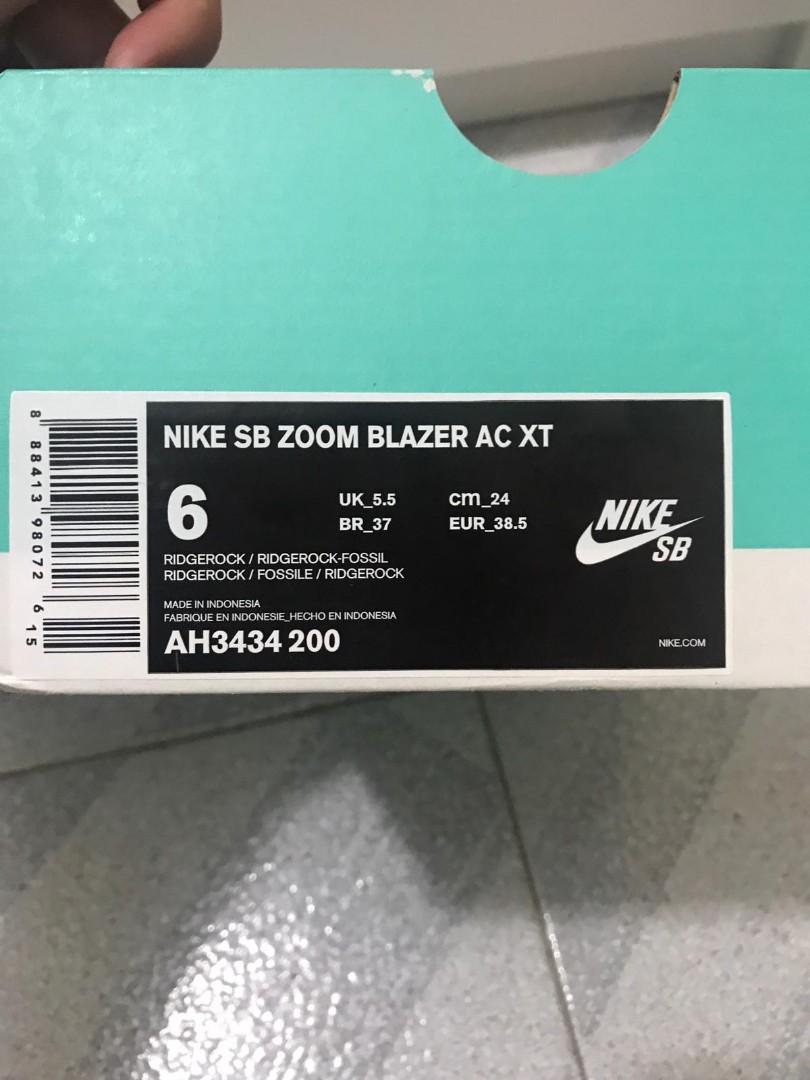 8 88413 98072 6 15
NIKE SB ZOOM BLAZER AC XT
6
UK_5.5 cm_24
BR_37 EUR_38.5
RIDGEROCK / RIDGEROCK-FOSSIL
RIDGEROCK / FOSSILE / RIDGEROCK
NIKE
SB
MADE IN INDONESIA
FABRIQUE EN INDONESIE_HECHO EN INDONESIA
AH3434 200
NIKE.COM